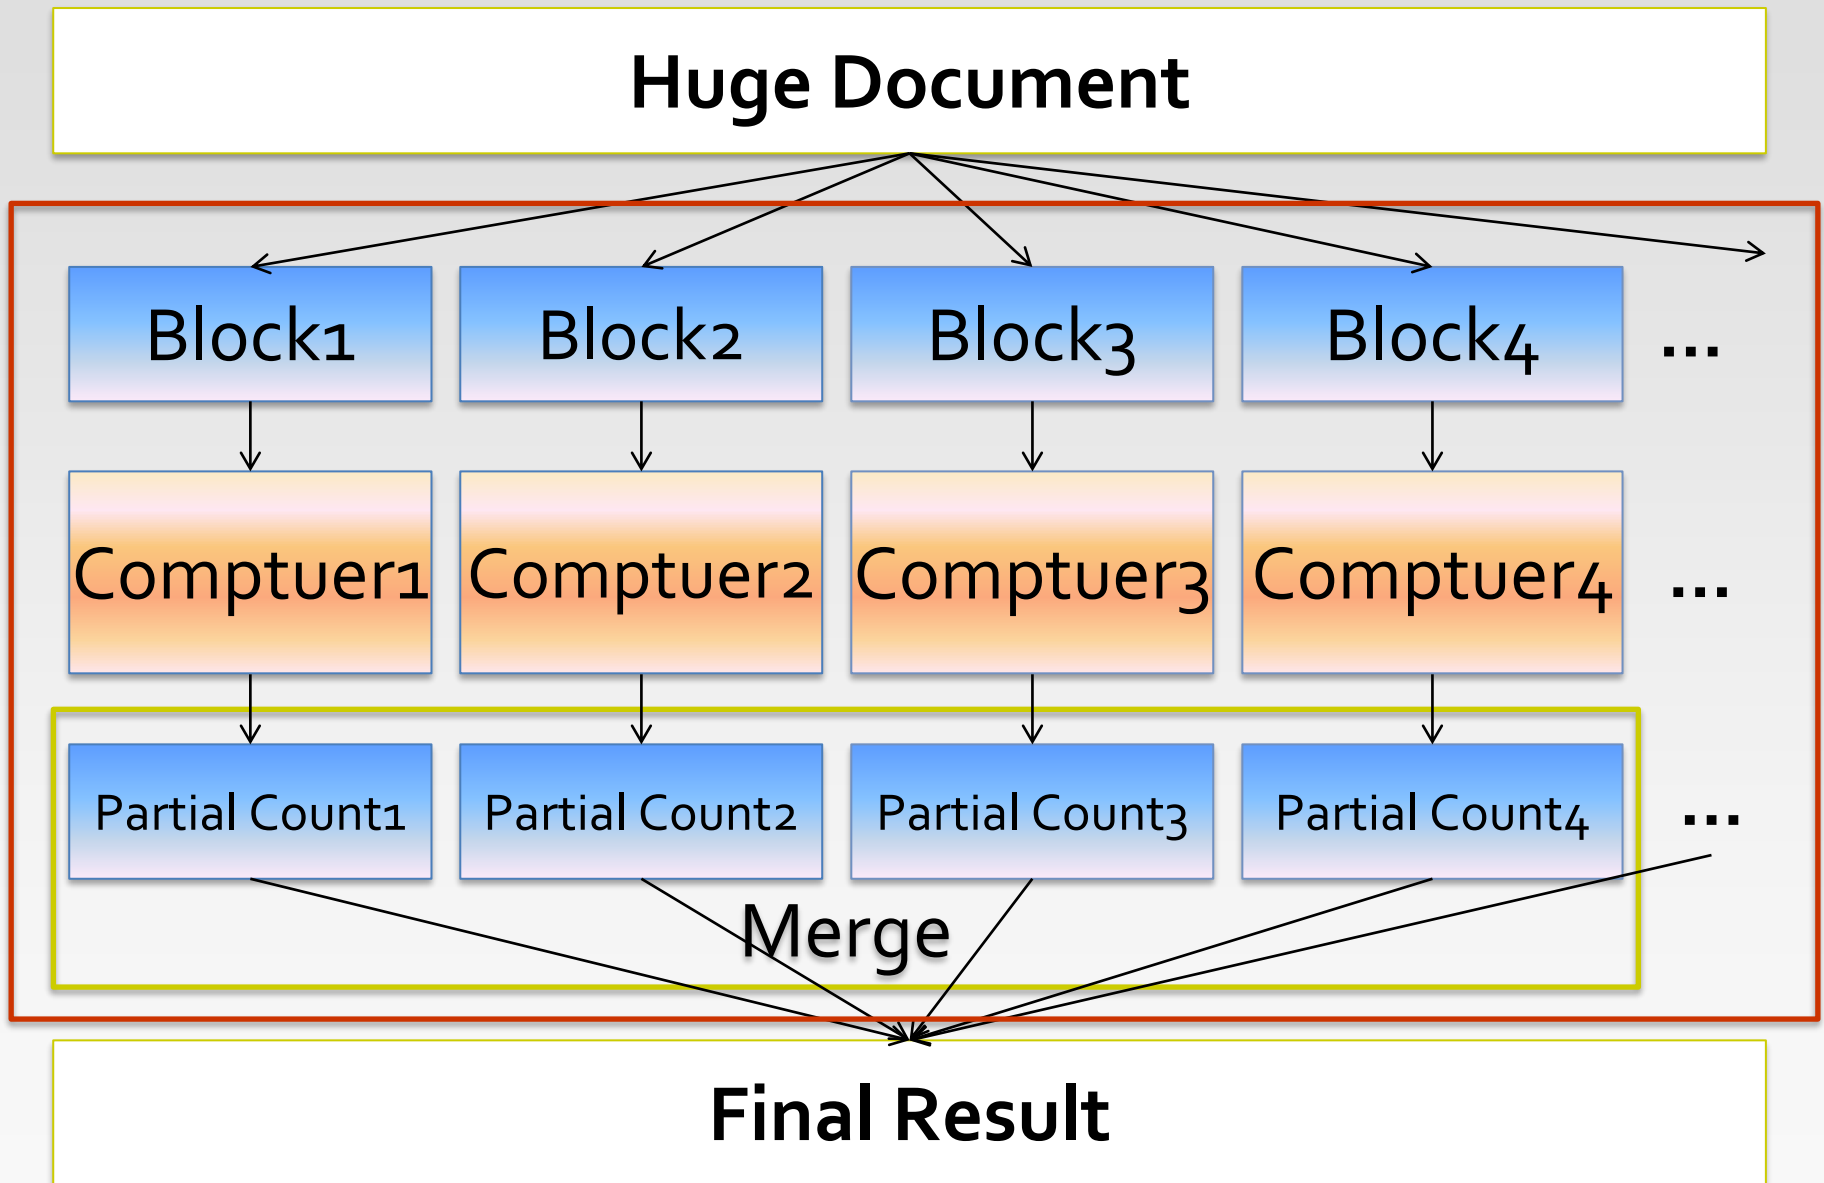 Huge Document
Block1 Block2 Block3 Block4 ...
Comptuer1 Comptuer2 Comptuer3 Comptuer4 ...
Partial Count1 Partial Count2 Partial Count3 Partial Count4 ...
Merge
Final Result